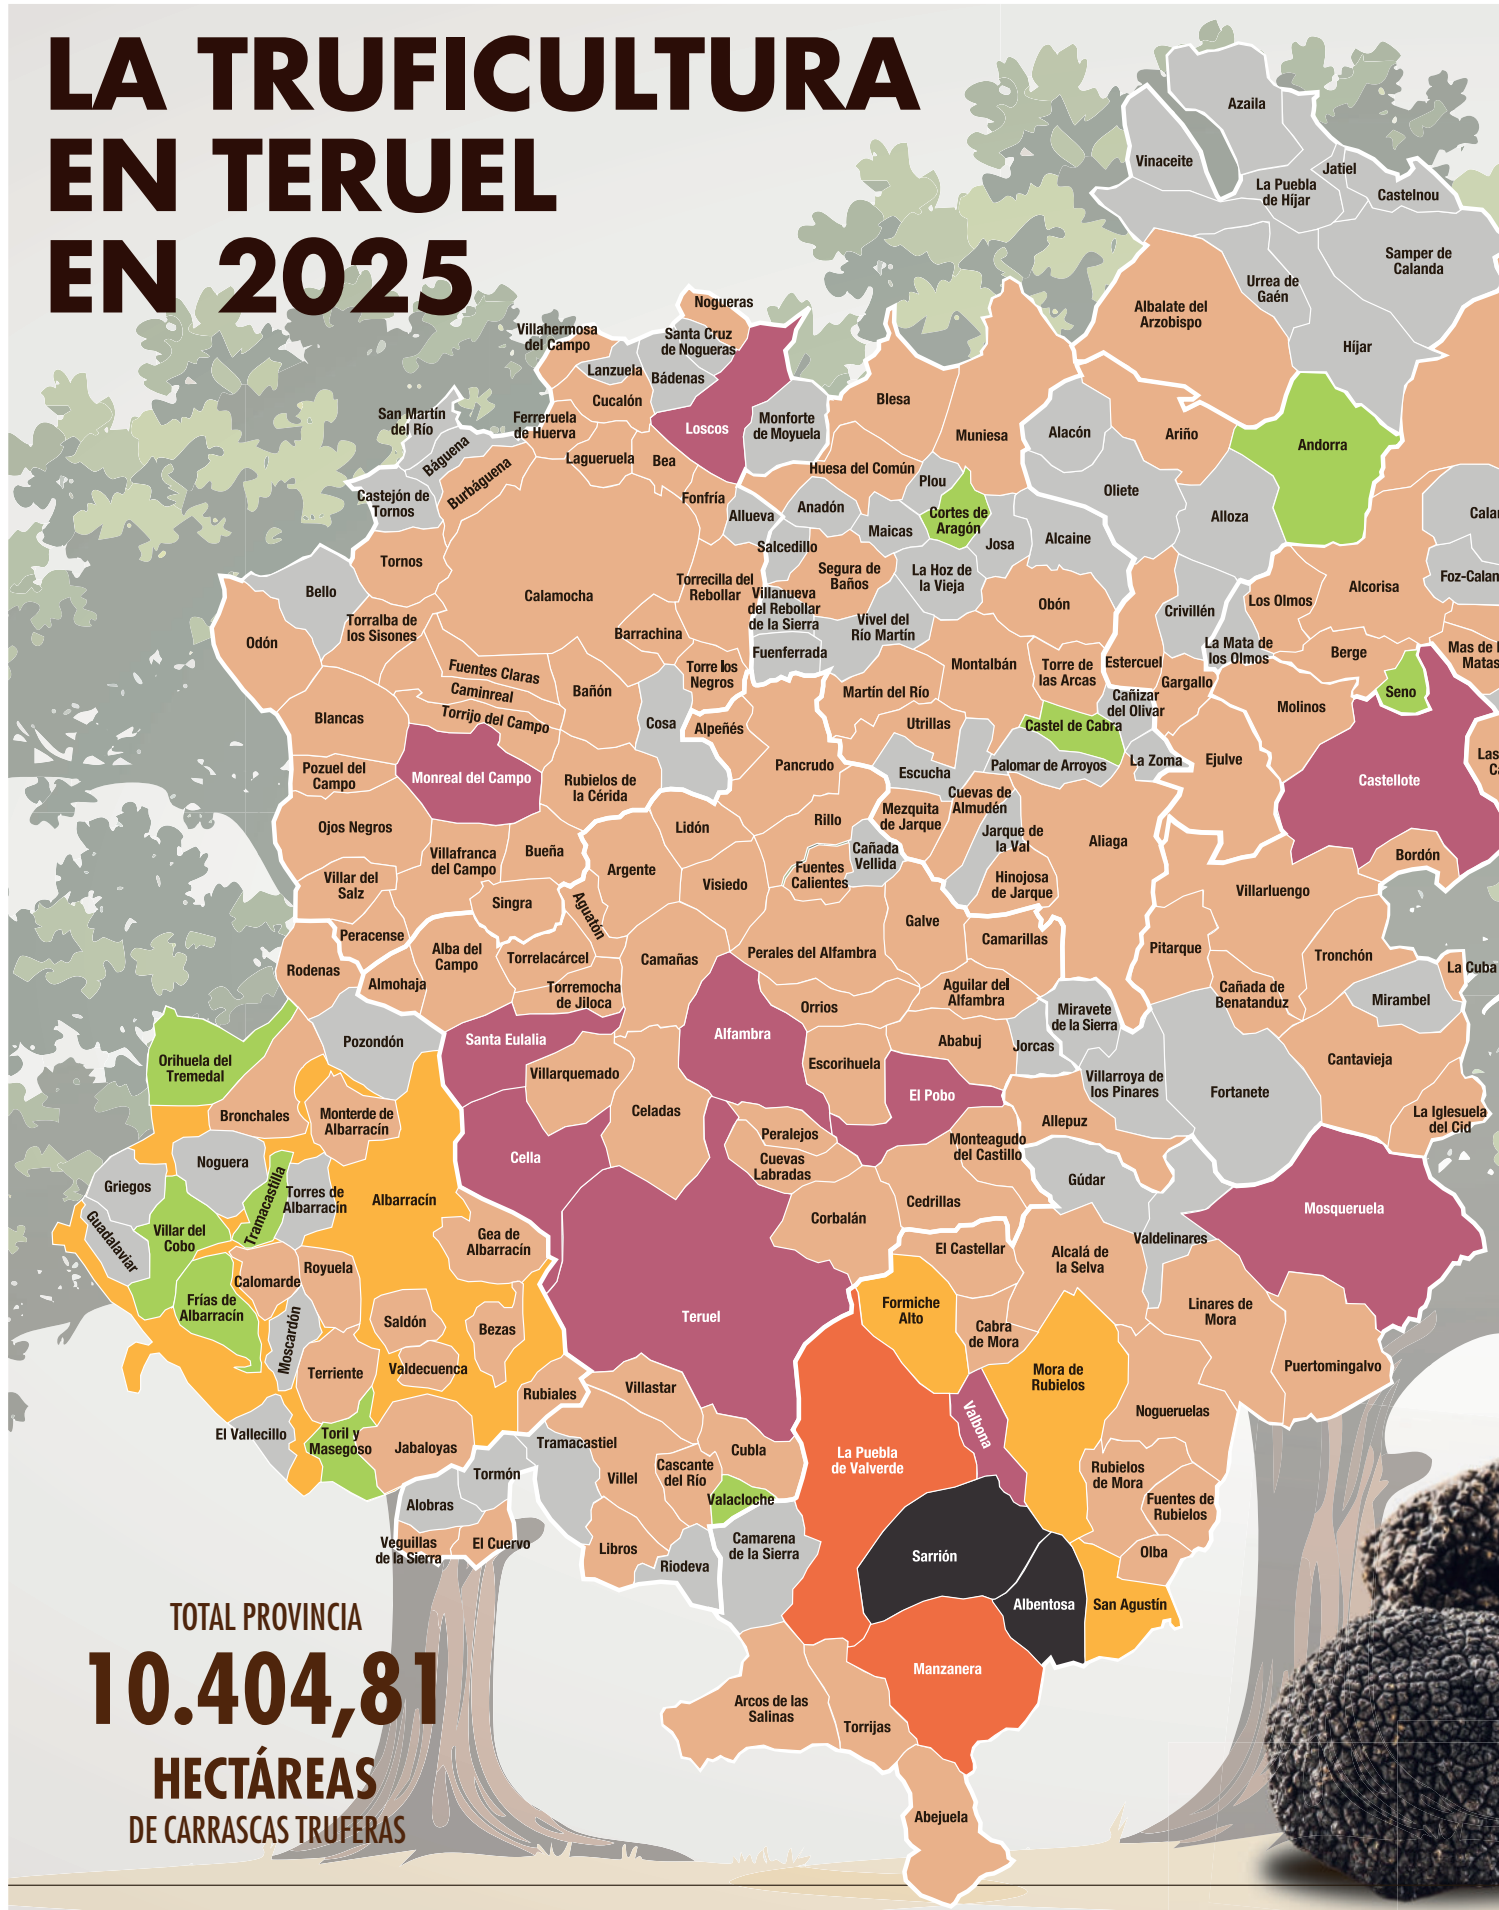 LA TRUFICULTURA
EN TERUEL
EN 2025
Azaila
Vinaceite
Jatiel
La Puebla
de Híjar
Castelnou
Samper de
Calanda
Urrea de
Gaén
Albalate del
Arzobispo
Híjar
Nogueras
Villahermosa
del Campo
Santa Cruz
de Nogueras
Lanzuela
Bádenas
Cucalón
Blesa
San Martín
del Río
Ferreruela
de Huerva
Loscos
Monforte
de Moyuela
Muniesa
Alacón
Ariño
Andorra
Báguena
Burbáguena
Lagueruela
Bea
Huesa del Común
Plou
Oliete
Castejón de
Tornos
Fonfría
Allueva
Anadón
Cortes de
Aragón
Maicas
Josa
Alcaine
Alloza
Calan
Salcedillo
Tornos
Segura de
Baños
La Hoz de
la Vieja
Foz-Calan
Bello
Calamocha
Torrecilla del
Rebollar
Villanueva
del Rebollar
de la Sierra
Obón
Crivillén
Los Olmos
Alcorisa
Torralba de
los Sisones
Odón
Barrachina
Vivel del
Río Martín
La Mata de
los Olmos
Berge
Mas de l
Matas
Fuenferrada
Fuentes Claras
Caminreal
Torrijo del Campo
Bañón
Torre los
Negros
Montalbán
Torre de
las Arcas
Estercuel
Gargallo
Seno
Martín del Río
Cañizar
del Olivar
Molinos
Blancas
Cosa
Alpeñés
Utrillas
Castel de Cabra
Pozuel del
Campo
Monreal del Campo
Rubielos de
la Cérida
Pancrudo
Escucha
Palomar de Arroyos
La Zoma
Ejulve
Castellote
Las
C
Cuevas de
Almudén
Mezquita
de Jarque
Ojos Negros
Lidón
Rillo
Jarque de
la Val
Aliaga
Villafranca
del Campo
Bueña
Cañada
Vellida
Bordón
Villar del
Salz
Argente
Visiedo
Fuentes
Calientes
Hinojosa
de Jarque
Villarluengo
Singra
Aguatón
Galve
Peracense
Camarillas
Pitarque
Tronchón
Rodenas
Alba del
Campo
Torrelacárcel
Camañas
Perales del Alfambra
La Cuba
Almohaja
Torremocha
de Jiloca
Aguilar del
Alfambra
Cañada de
Benatanduz
Mirambel
Orrios
Miravete
de la Sierra
Pozondón
Santa Eulalia
Alfambra
Ababuj
Jorcas
Cantavieja
Orihuela del
Tremedal
Villarquemado
Escorihuela
Villarroya de
los Pinares
Fortanete
Bronchales
Monterde de
Albarracín
Celadas
El Pobo
La Iglesuela
del Cid
Allepuz
Peralejos
Monteagudo
del Castillo
Noguera
Cella
Cuevas
Labradas
Gúdar
Griegos
Tramacastilla
Torres de
Albarracín
Albarracín
Cedrillas
Mosqueruela
Guadalaviar
Villar del
Cobo
Gea de
Albarracín
Corbalán
Valdelinares
El Castellar
Alcalá de
la Selva
Calomarde
Royuela
Frías de
Albarracín
Formiche
Alto
Linares de
Mora
Moscardón
Saldón
Bezas
Teruel
Cabra
de Mora
Terriente
Valdecuenca
Mora de
Rubielos
Puertomingalvo
Rubiales
Villastar
Valbona
Nogueruelas
El Vallecillo
Toril y
Masegoso
Jabaloyas
Tramacastiel
Cubla
La Puebla
de Valverde
Tormón
Villel
Cascante
del Río
Rubielos
de Mora
Alobras
Valacloche
Fuentes de
Rubielos
Veguillas
de la Sierra
El Cuervo
Libros
Camarena
de la Sierra
Sarrión
Olba
Riodeva
Albentosa
San Agustín
TOTAL PROVINCIA
10.404,81
HECTÁREAS
DE CARRASCAS TRUFERAS
Manzanera
Arcos de las
Salinas
Torrijas
Abejuela